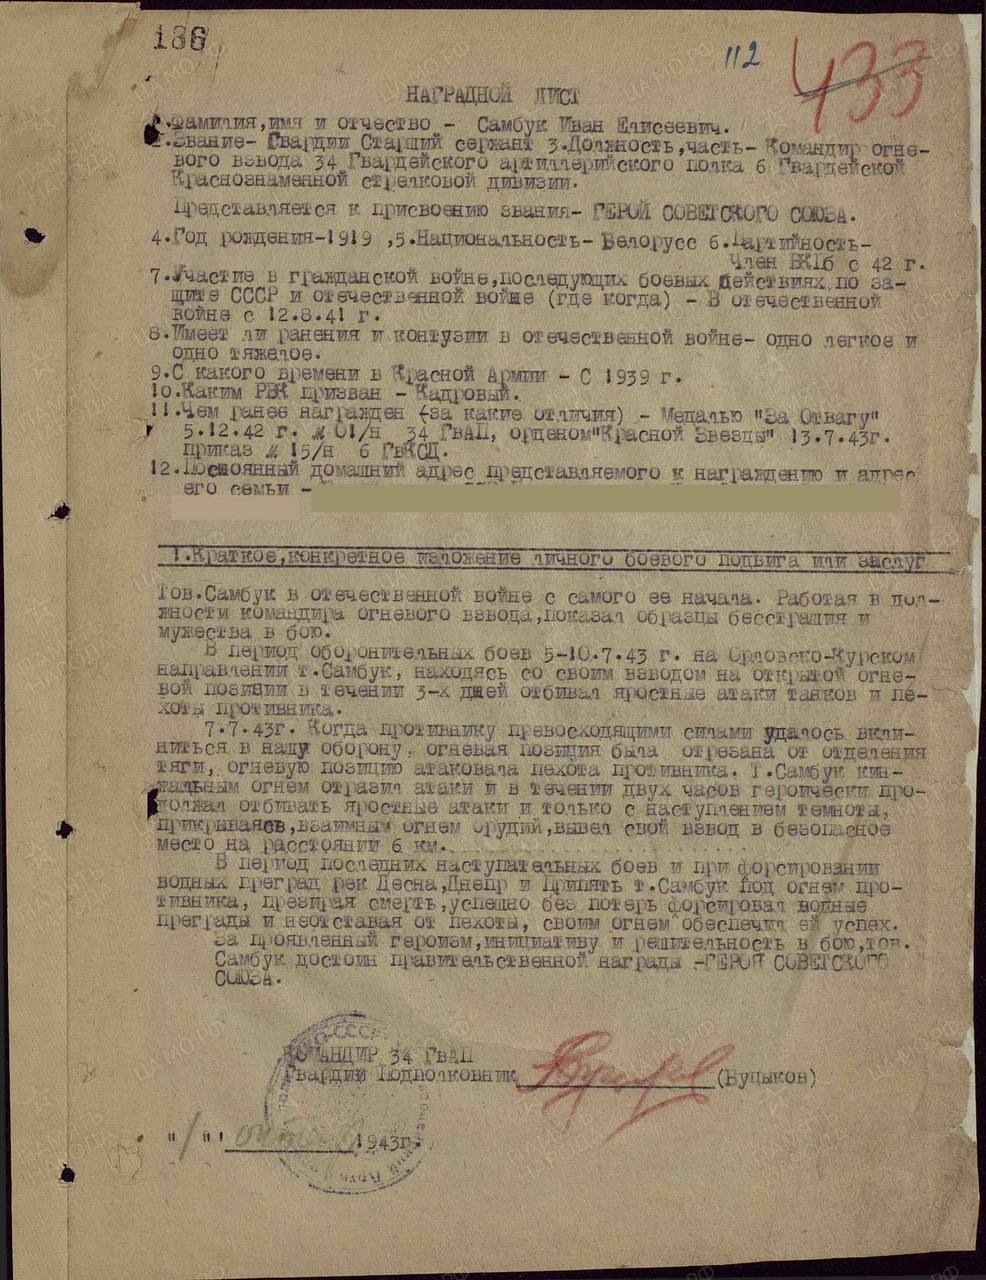 186
112
433
НАГРАДНОЙ ЛИСТ
1.Фамилия,имя и отчество - Самбук Иван Елисеевич.
2.Звание- Гвардии Старший сержант 3.Должность,часть- Командир огне-
вого взвода 34 Гвардейского артиллерийского полка 6 Гвардейской
Краснознаменной стрелковой дивизии.
Представляется к присвоению звания- ГЕРОЙ СОВЕТСКОГО СОЮЗА.
4.Год рождения-1919 ,5.Национальность- Белорусс 6.Партийность-
Член ВКПб с 42 г.
7.Участие в гражданской войне,последующих боевых действиях по за-
щите СССР и отечественной войне (где когда) - В отечественной
войне с 12.8.41 г.
8.Имеет ли ранения и контузии в отечественной войне- одно легкое и
одно тяжелое.
9.С какого времени в Красной Армии - С 1939 г.
10.Каким РВК призван - Кадровый.
11.Чем ранее награжден (за какие отличия) - Медалью "За Отвагу"
5.12.42 г. № 01/н 34 ГвАП, орденом"Красной Звезды" 13.7.43г.
приказ № 15/н 6 ГвКСД.
12.Постоянный домашний адрес представляемого к награждению и адрес
его семьи -
1.Краткое,конкретное изложение личного боевого подвига или заслуг
Тов.Самбук в отечественной войне с самого ее начала. Работая в дол-
жности командира огневого взвода,показал образцы бесстрашия и
мужества в бою.
В период оборонительных боев 5-10.7.43 г. на Орловско-Курском
направлении т.Самбук, находясь со своим взводом на открытой огне-
вой позиции в течении 3-х дней отбивал яростные атаки танков и пе-
хоты противника.
7.7.43г. Когда противнику превосходящими силами удалось вкли-
ниться в нашу оборону, огневая позиция была отрезана от отделения
тяги, огневую позицию атаковала пехота противника. Т.Самбук кин-
жальным огнем отразил атаки и в течении двух часов героически про-
должал отбивать яростные атаки и только с наступлением темноты,
прикрываясь,взаимным огнем орудий,вывел свой взвод в безопасное
место на расстоянии 6 км.
В период последних наступательных боев и при форсировании
водных преград рек Десна,Днепр и Припять т.Самбук под огнем про-
тивника, презирая смерть,успешно без потерь форсировал водные
преграды и неотставая от пехоты, своим огнем обеспечил ей успех.
За проявленный героизм,инициативу и решительность в бою,тов.
Самбук достоин правительственной награды -ГЕРОЯ СОВЕТСКОГО
СОЮЗА.
КОМАНДИР 34 ГвАП
Гвардии Подполковник (Буцыков)
"1" октября 1943г.